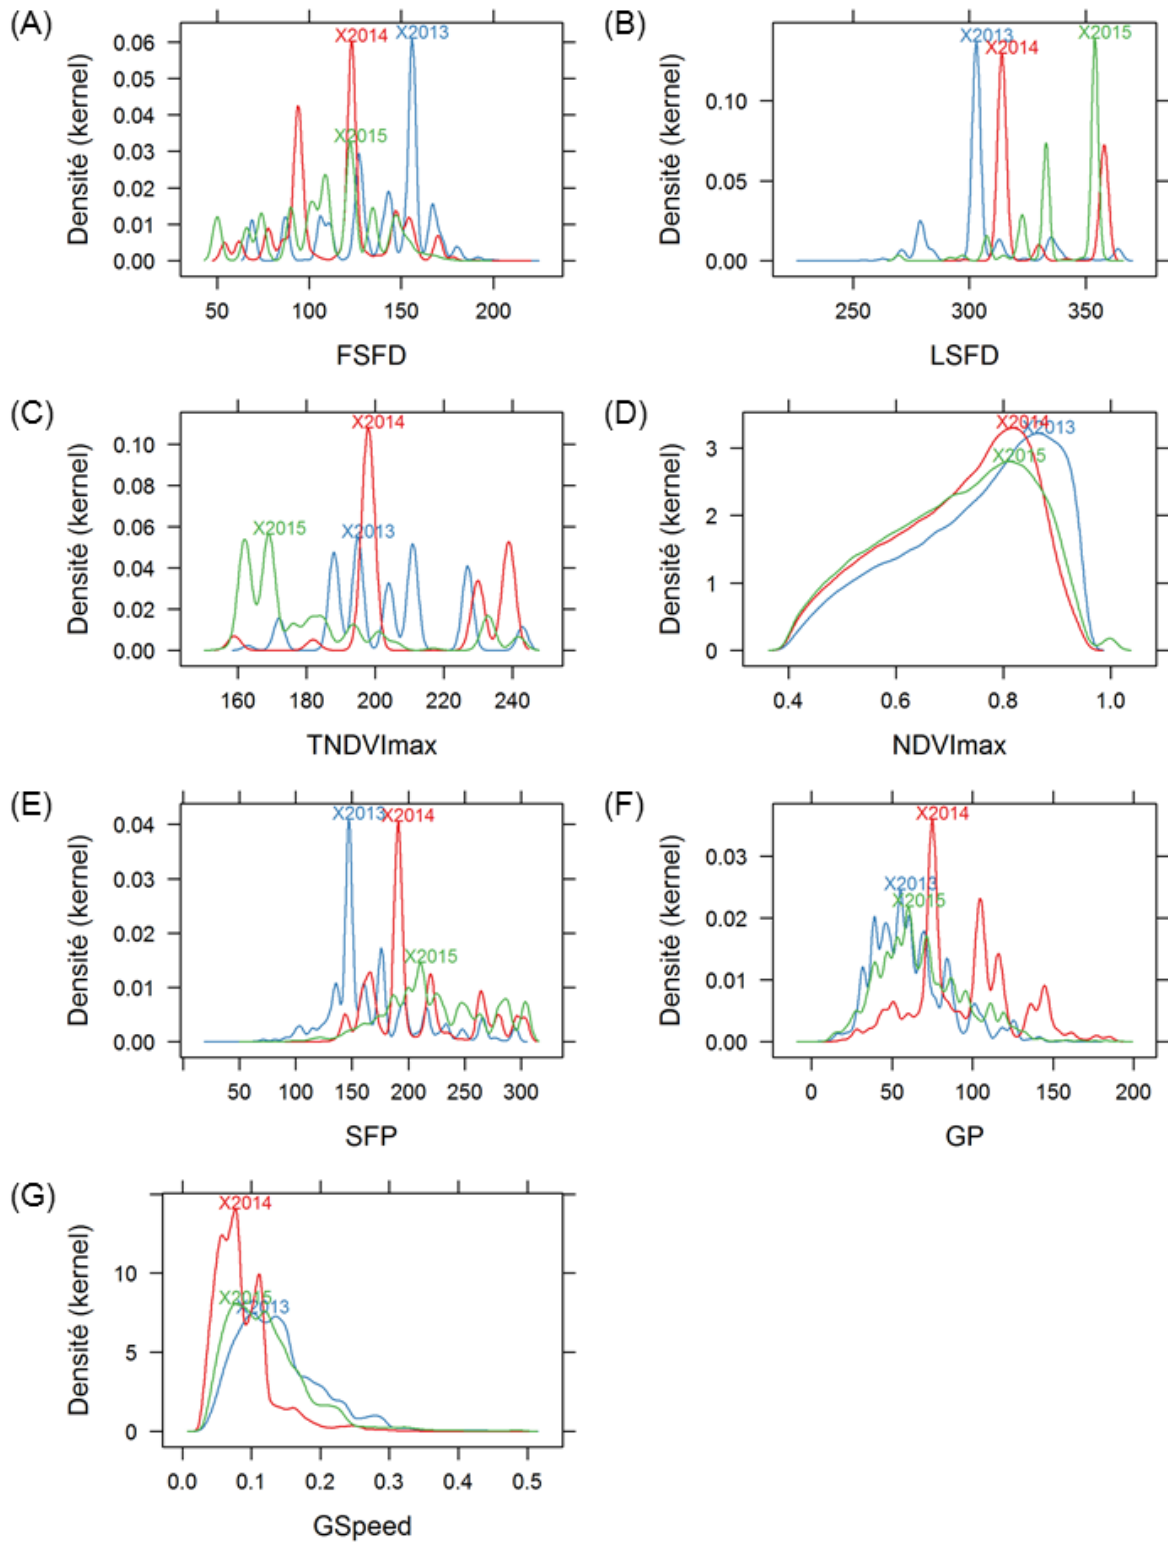 (A)
X2014 X2013
X2015
Densité (kernel)
0.06
0.05
0.04
0.03
0.02
0.01
0.00
50 100 150 200
FSFD
(B)
X2013 X2014 X2015
Densité (kernel)
0.10
0.05
0.00
250 300 350
LSFD
(C)
X2014
X2015 X2013
Densité (kernel)
0.10
0.08
0.06
0.04
0.02
0.00
160 180 200 220 240
TNDVImax
(D)
X2014
X2013
X2015
Densité (kernel)
3
2
1
0
0.4 0.6 0.8 1.0
NDVImax
(E)
X2013 X2014
X2015
Densité (kernel)
0.04
0.03
0.02
0.01
0.00
50 100 150 200 250 300
SFP
(F)
X2014
X2013
X2015
Densité (kernel)
0.03
0.02
0.01
0.00
0 50 100 150 200
GP
(G)
X2014
X2015
X2013
Densité (kernel)
10
5
0
0.0 0.1 0.2 0.3 0.4 0.5
GSpeed